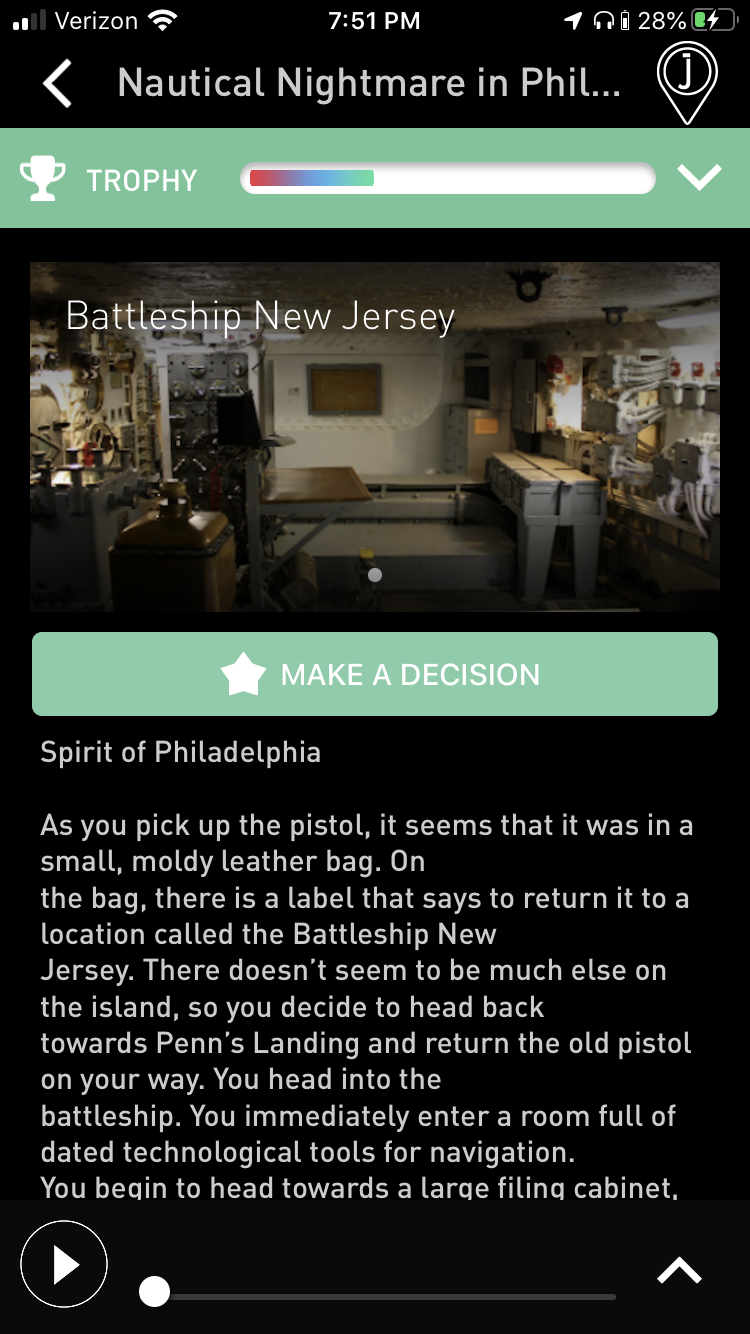 Verizon 7:51 PM 28%
Nautical Nightmare in Phil...
j
TROPHY
Battleship New Jersey
MAKE A DECISION
Spirit of Philadelphia
As you pick up the pistol, it seems that it was in a
small, moldy leather bag. On
the bag, there is a label that says to return it to a
location called the Battleship New
Jersey. There doesn’t seem to be much else on
the island, so you decide to head back
towards Penn’s Landing and return the old pistol
on your way. You head into the
battleship. You immediately enter a room full of
dated technological tools for navigation.
You begin to head towards a large filing cabinet,